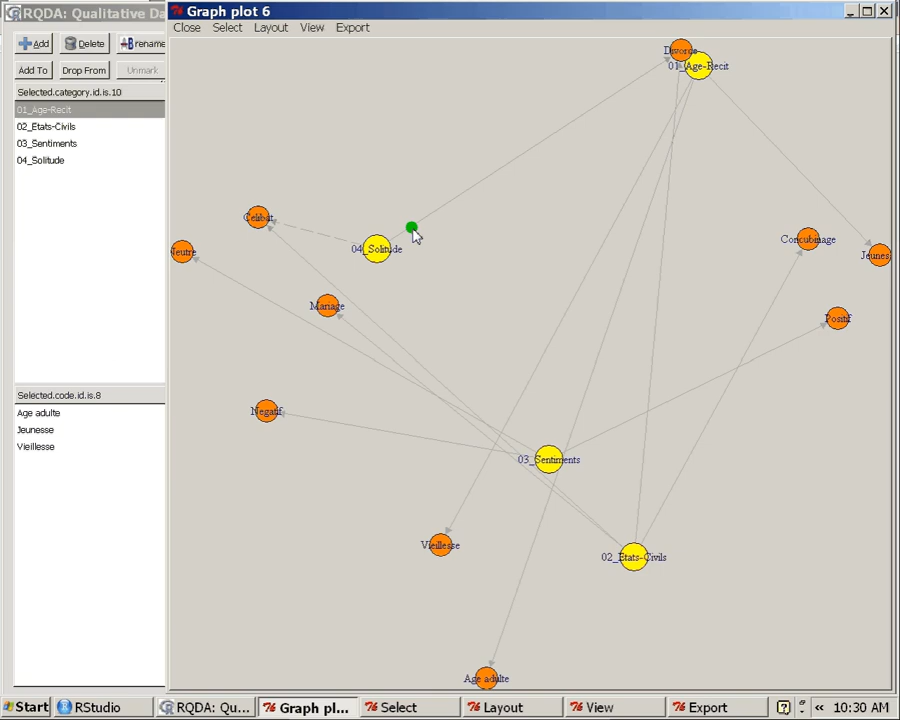 RQDA: Qualitative Da
Graph plot 6
Close Select Layout View Export
Add Delete rename
Add To Drop From Unmark
Selected.category.id.is.10
01_Age-Recit
02_Etats-Civils
03_Sentiments
04_Solitude
Selected.code.id.is.8
Age adulte
Jeunesse
Vieillesse
Divorce
01_Age-Recit
Celibat
04_Solitude
Neutre
Concubinage
Jeunes
Mariage
Positif
Negatif
03_Sentiments
Vieillesse
02_Etats-Civils
Age adulte
Start RStudio RQDA: Qu... Graph pl... Select Layout View Export 10:30 AM